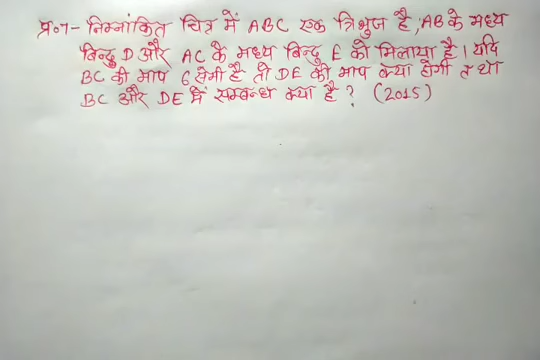 प्र०7- निम्नांकित चित्र में ABC एक त्रिभुज है, AB के मध्य
बिन्दु D और AC के मध्य बिन्दु E को मिलाया है। यदि
BC की माप 6 सेमी है तो DE की माप क्या होगी तथा
BC और DE में सम्बन्ध क्या है? (2015)